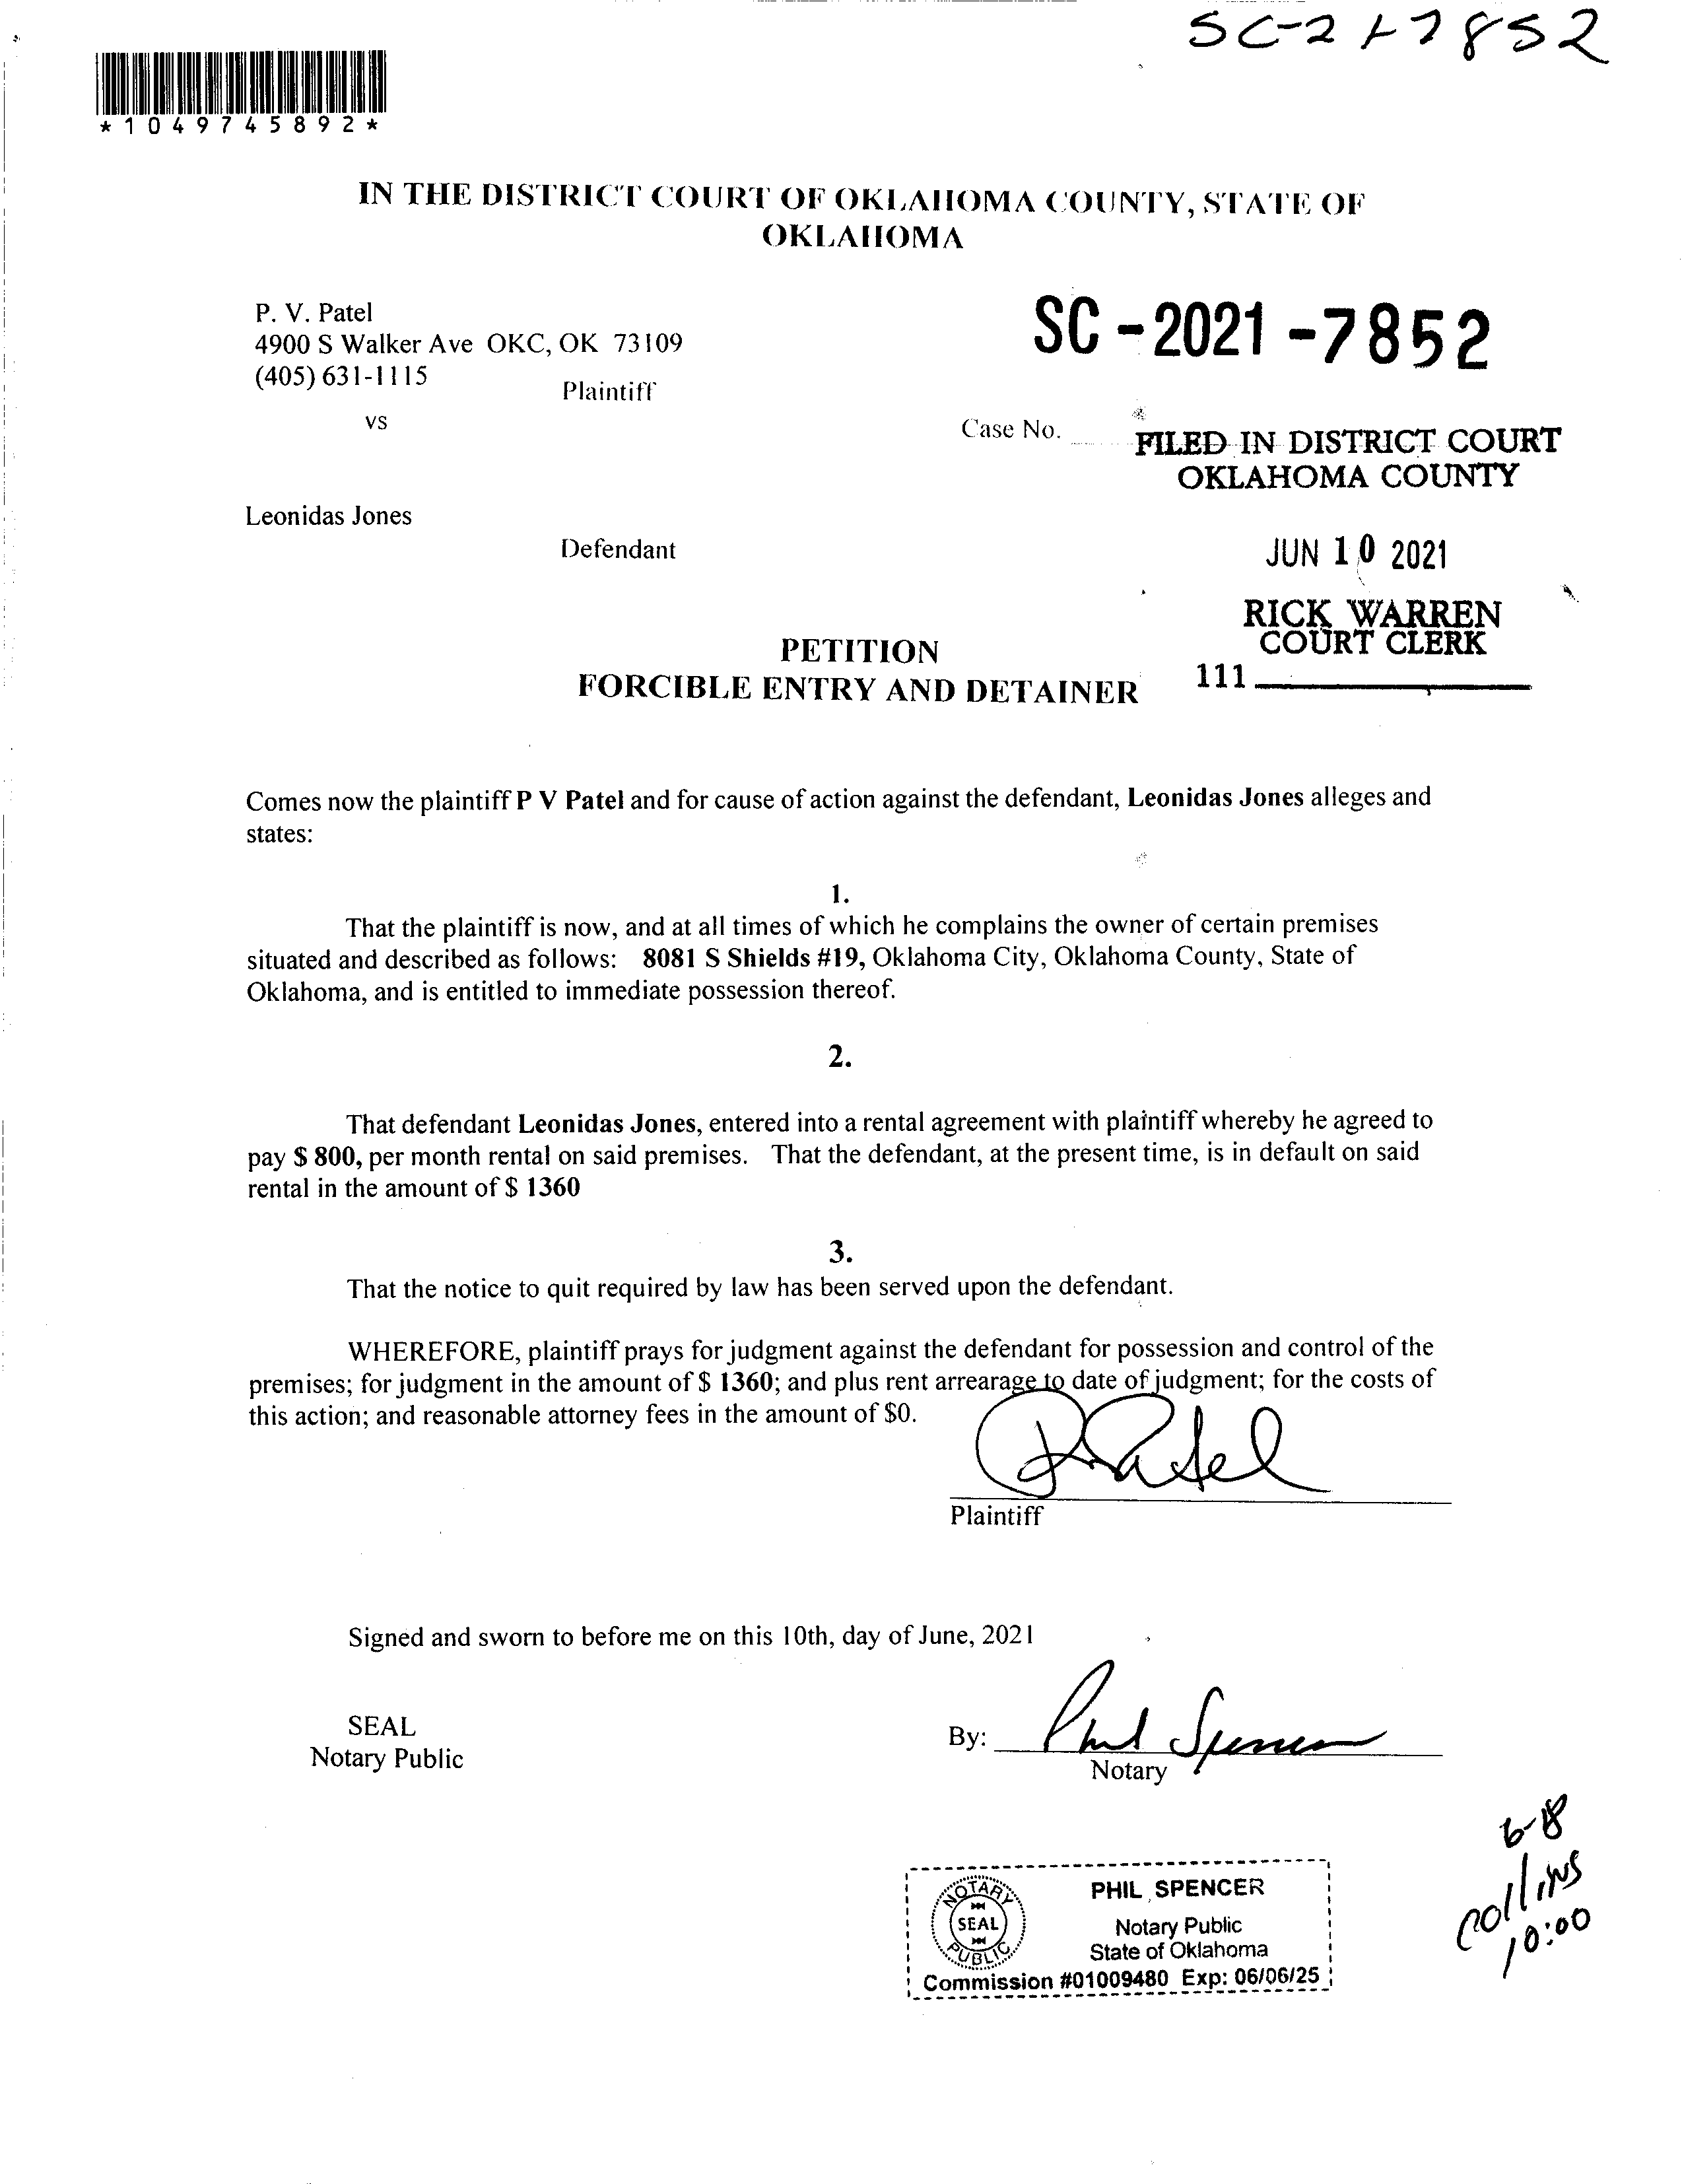 SC-21-7852
*1049745892*
IN THE DISTRICT COURT OF OKLAHOMA COUNTY, STATE OF
OKLAHOMA
P. V. Patel
4900 S Walker Ave OKC, OK 73109
(405) 631-1115
Plaintiff
vs
SC-2021-7852
Case No.
FILED IN DISTRICT COURT
OKLAHOMA COUNTY
Leonidas Jones
Defendant
JUN 10 2021
RICK WARREN
COURT CLERK
111
PETITION
FORCIBLE ENTRY AND DETAINER
Comes now the plaintiff P V Patel and for cause of action against the defendant, Leonidas Jones alleges and
states:
1.
That the plaintiff is now, and at all times of which he complains the owner of certain premises
situated and described as follows: 8081 S Shields #19, Oklahoma City, Oklahoma County, State of
Oklahoma, and is entitled to immediate possession thereof.
2.
That defendant Leonidas Jones, entered into a rental agreement with plaintiff whereby he agreed to
pay $ 800, per month rental on said premises. That the defendant, at the present time, is in default on said
rental in the amount of $ 1360
3.
That the notice to quit required by law has been served upon the defendant.
WHEREFORE, plaintiff prays for judgment against the defendant for possession and control of the
premises; for judgment in the amount of $ 1360; and plus rent arrearage to date of judgment; for the costs of
this action; and reasonable attorney fees in the amount of $0.
P Patel
Plaintiff
Signed and sworn to before me on this 10th, day of June, 2021
SEAL
Notary Public
By: Phil Spencer
Notary
6-18
Collins
10:00
NOTARY
SEAL
PUBLIC
PHIL SPENCER
Notary Public
State of Oklahoma
Commission #01009480 Exp: 06/06/25